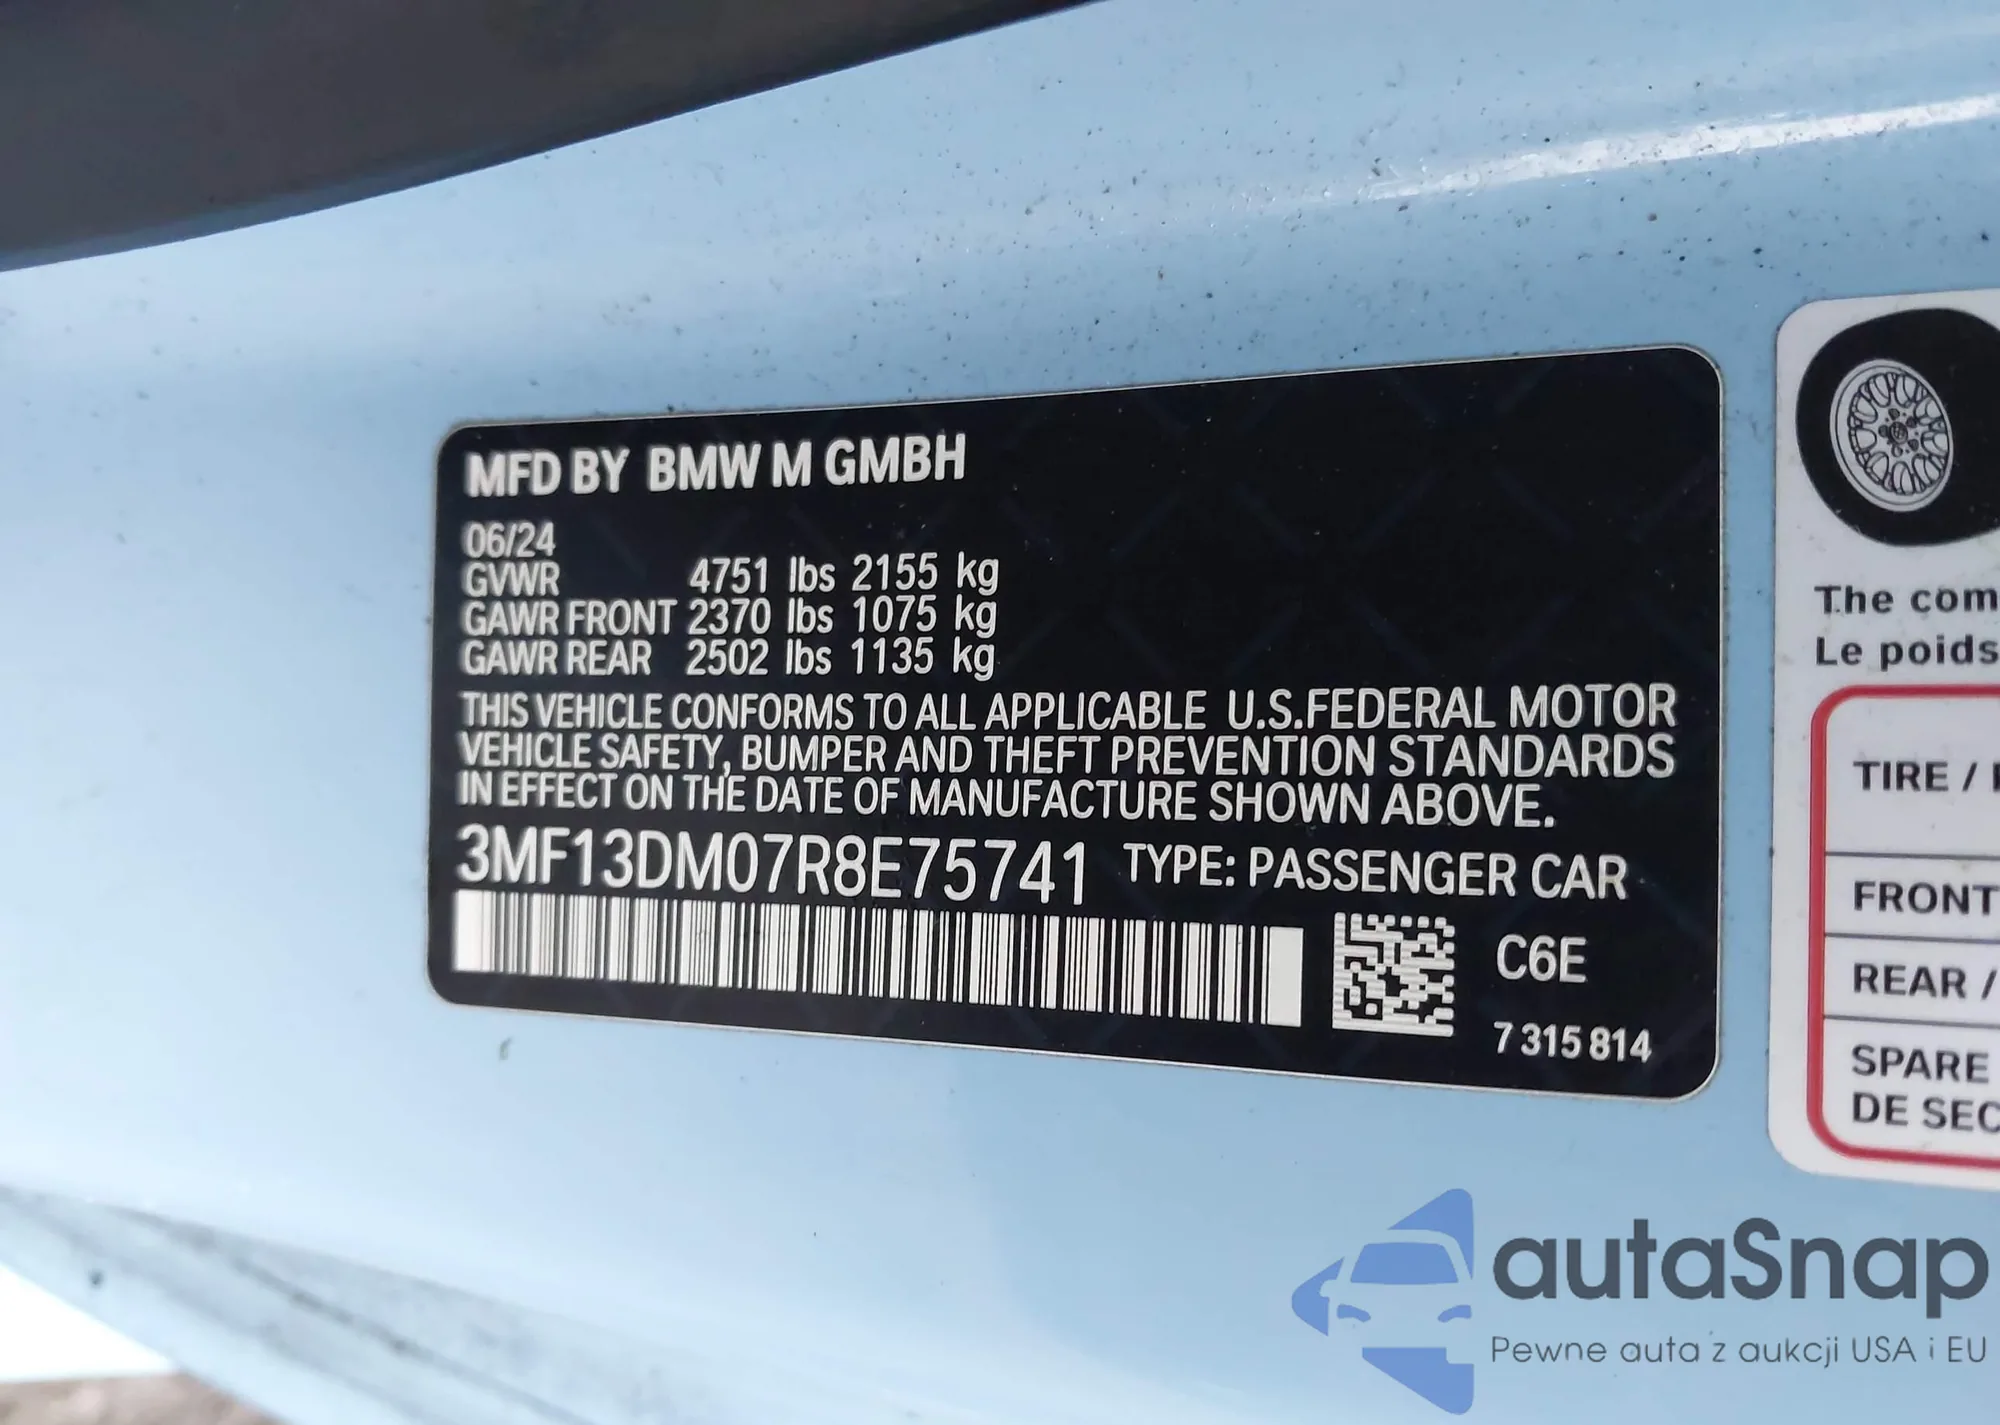 MFD BY BMW M GMBH
06/24
GVWR 4751 lbs 2155 kg
GAWR FRONT 2370 lbs 1075 kg
GAWR REAR 2502 lbs 1135 kg
THIS VEHICLE CONFORMS TO ALL APPLICABLE U.S.FEDERAL MOTOR
VEHICLE SAFETY, BUMPER AND THEFT PREVENTION STANDARDS
IN EFFECT ON THE DATE OF MANUFACTURE SHOWN ABOVE.
3MF13DM07R8E75741 TYPE: PASSENGER CAR
C6E
7 315 814
The com
Le poids
TIRE /
FRONT
REAR /
SPARE
DE SEC
autaSnap
Pewne auta z aukcji USA i EU